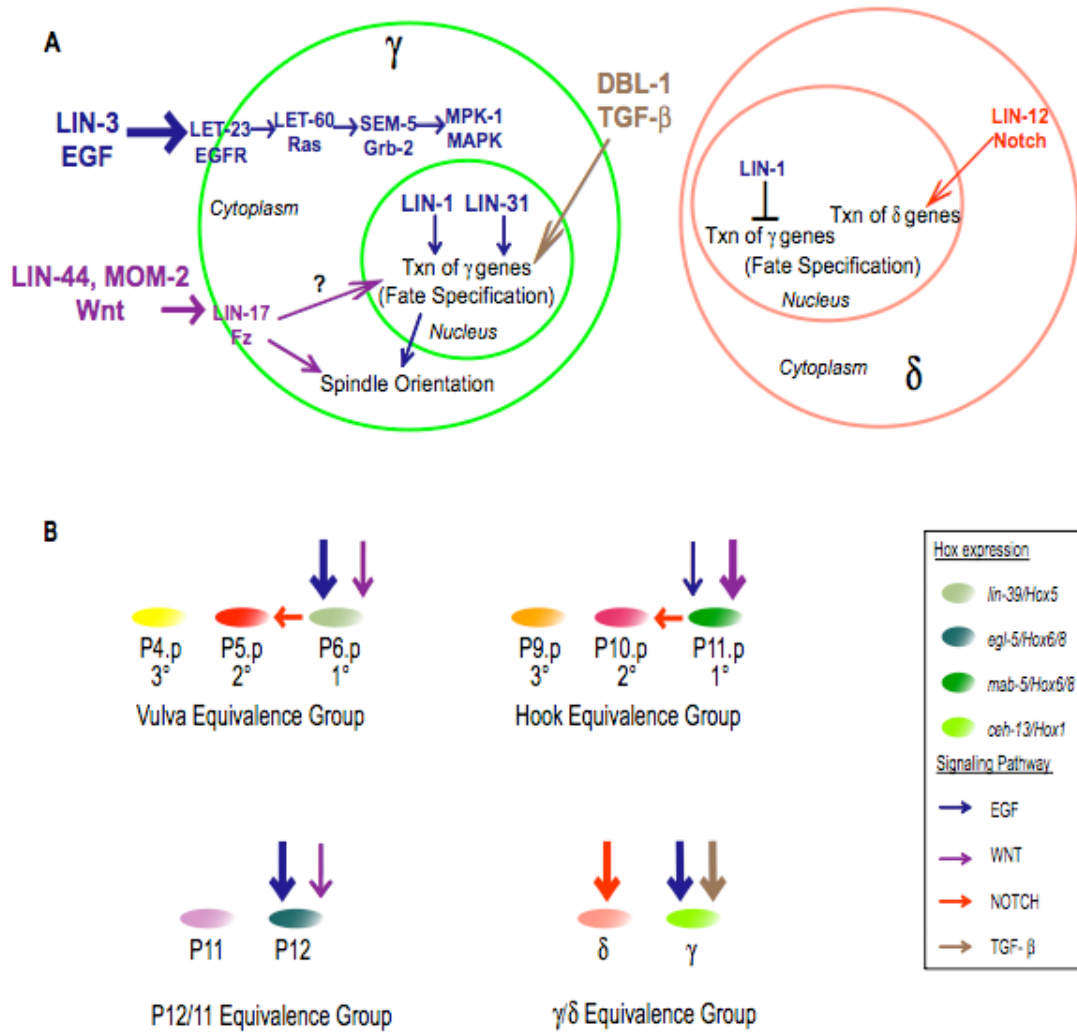 A
γ
LIN-3
EGF
LET-23
EGFR
LET-60
Ras
SEM-5
Grb-2
MPK-1
MAPK
DBL-1
TGF-β
Cytoplasm
LIN-1 LIN-31
Txn of γ genes
(Fate Specification)
Nucleus
LIN-44, MOM-2
Wnt
LIN-17
Fz
?
Spindle Orientation
LIN-12
Notch
LIN-1
Txn of δ genes
Txn of γ genes
(Fate Specification)
Nucleus
Cytoplasm
δ
B
P4.p P5.p P6.p
3° 2° 1°
Vulva Equivalence Group
P9.p P10.p P11.p
3° 2° 1°
Hook Equivalence Group
P11 P12
P12/11 Equivalence Group
δ γ
γ/δ Equivalence Group
Hox expression
lin-39/Hox5
egl-5/Hox6/8
mab-5/Hox6/8
ceh-13/Hox1
Signaling Pathway
EGF
WNT
NOTCH
TGF- β